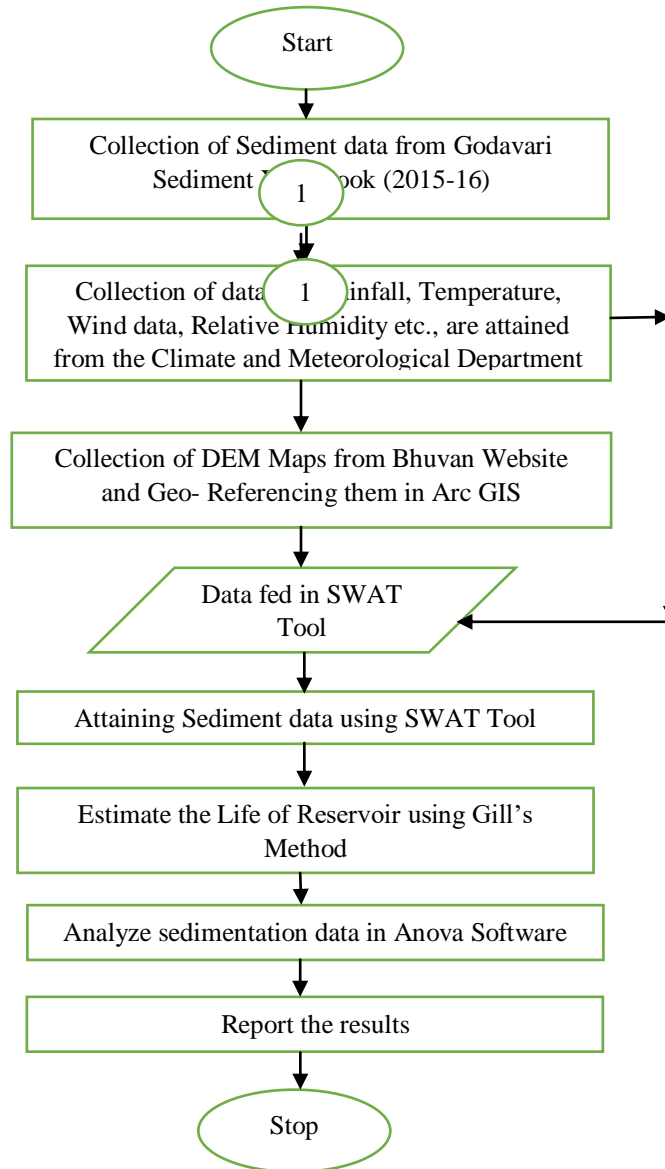 Start
Collection of Sediment data from Godavari
Sediment ook (2015-16)
1
1
Collection of data infall, Temperature,
Wind data, Relative Humidity etc., are attained
from the Climate and Meteorological Department
Collection of DEM Maps from Bhuvan Website
and Geo- Referencing them in Arc GIS
Data fed in SWAT
Tool
Attaining Sediment data using SWAT Tool
Estimate the Life of Reservoir using Gill’s
Method
Analyze sedimentation data in Anova Software
Report the results
Stop